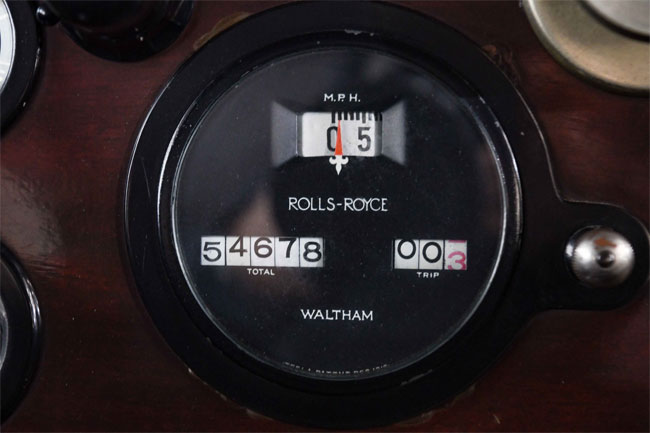 M.P.H.
0 5
ROLLS-ROYCE
54678 003
TOTAL TRIP
WALTHAM